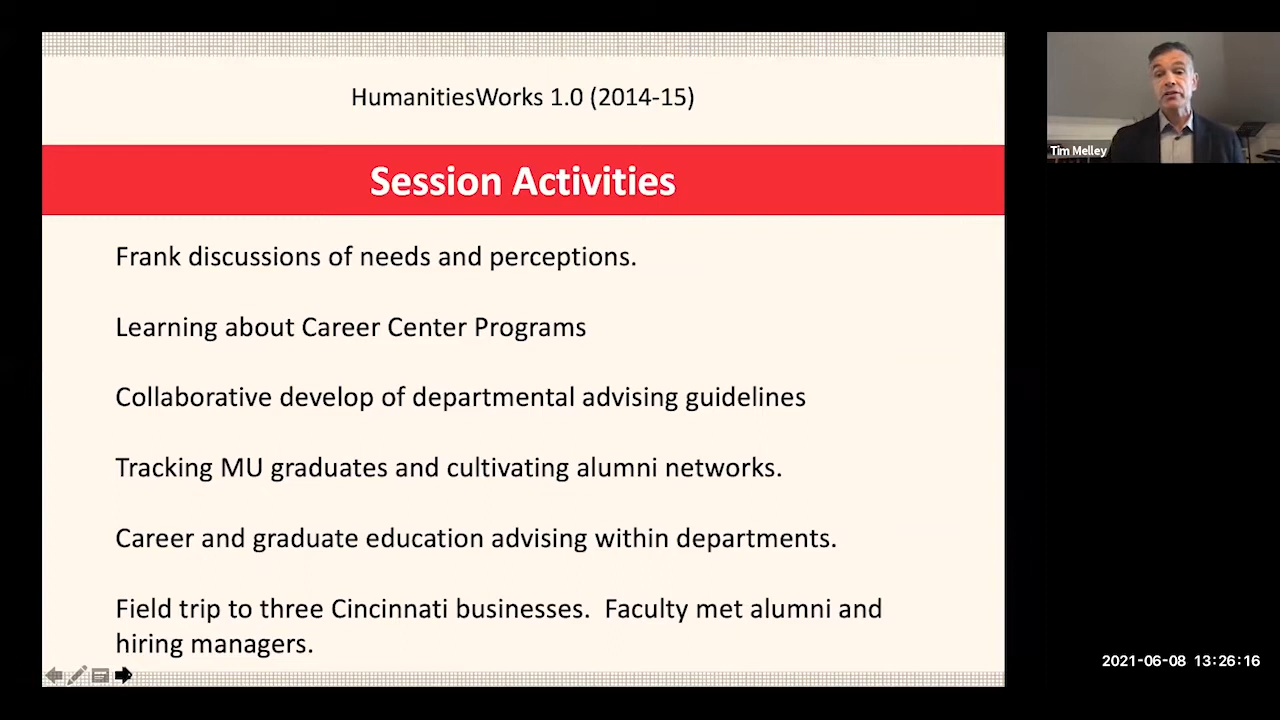 HumanitiesWorks 1.0 (2014-15)
Session Activities
Frank discussions of needs and perceptions.
Learning about Career Center Programs
Collaborative develop of departmental advising guidelines
Tracking MU graduates and cultivating alumni networks.
Career and graduate education advising within departments.
Field trip to three Cincinnati businesses.  Faculty met alumni and
hiring managers.
Tim Melley
2021-06-08 13:26:16